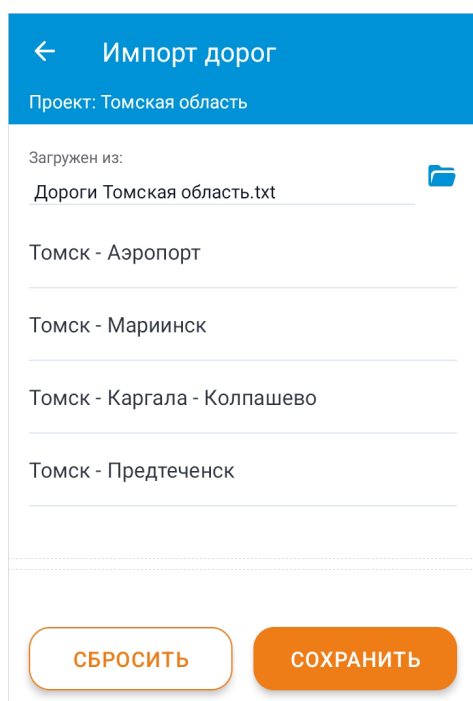 Импорт дорог
Проект: Томская область
Загружен из:
Дороги Томская область.txt
Томск - Аэропорт
Томск - Мариинск
Томск - Каргала - Колпашево
Томск - Предтеченск
СБРОСИТЬ
СОХРАНИТЬ